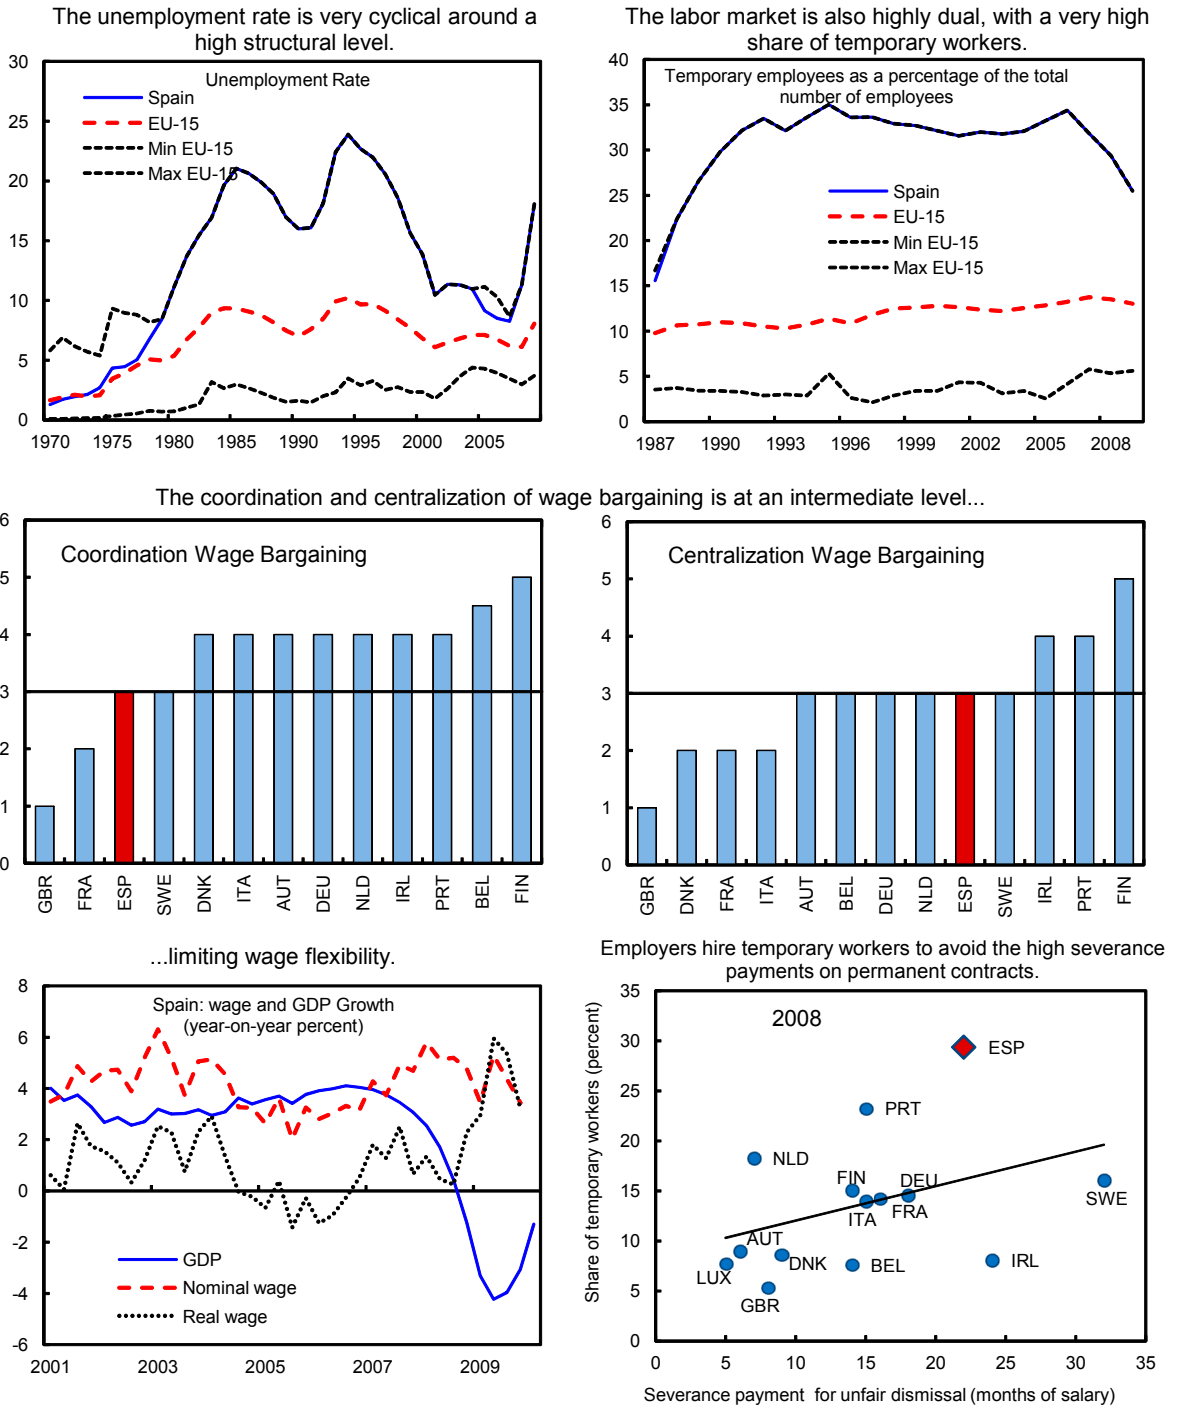 The unemployment rate is very cyclical around a
high structural level.
30
25
20
15
10
5
0
Unemployment Rate
Spain
EU-15
Min EU-15
Max EU-15
1970 1975 1980 1985 1990 1995 2000 2005
The labor market is also highly dual, with a very high
share of temporary workers.
40
35
30
25
20
15
10
5
0
Temporary employees as a percentage of the total
number of employees
Spain
EU-15
Min EU-15
Max EU-15
1987 1990 1993 1996 1999 2002 2005 2008
The coordination and centralization of wage bargaining is at an intermediate level...
6
5
4
3
2
1
0
Coordination Wage Bargaining
GBR FRA ESP SWE DNK ITA AUT DEU NLD IRL PRT BEL FIN
6
5
4
3
2
1
0
Centralization Wage Bargaining
GBR DNK FRA ITA AUT BEL DEU NLD ESP SWE IRL PRT FIN
...limiting wage flexibility.
8
6
4
2
0
-2
-4
-6
Spain: wage and GDP Growth
(year-on-year percent)
GDP
Nominal wage
Real wage
2001 2003 2005 2007 2009
Employers hire temporary workers to avoid the high severance
payments on permanent contracts.
Share of temporary workers (percent)
35
30
25
20
15
10
5
0
2008
ESP
PRT
NLD
FIN DEU
SWE
ITA FRA
AUT
DNK BEL IRL
LUX
GBR
0 5 10 15 20 25 30 35
Severance payment for unfair dismissal (months of salary)